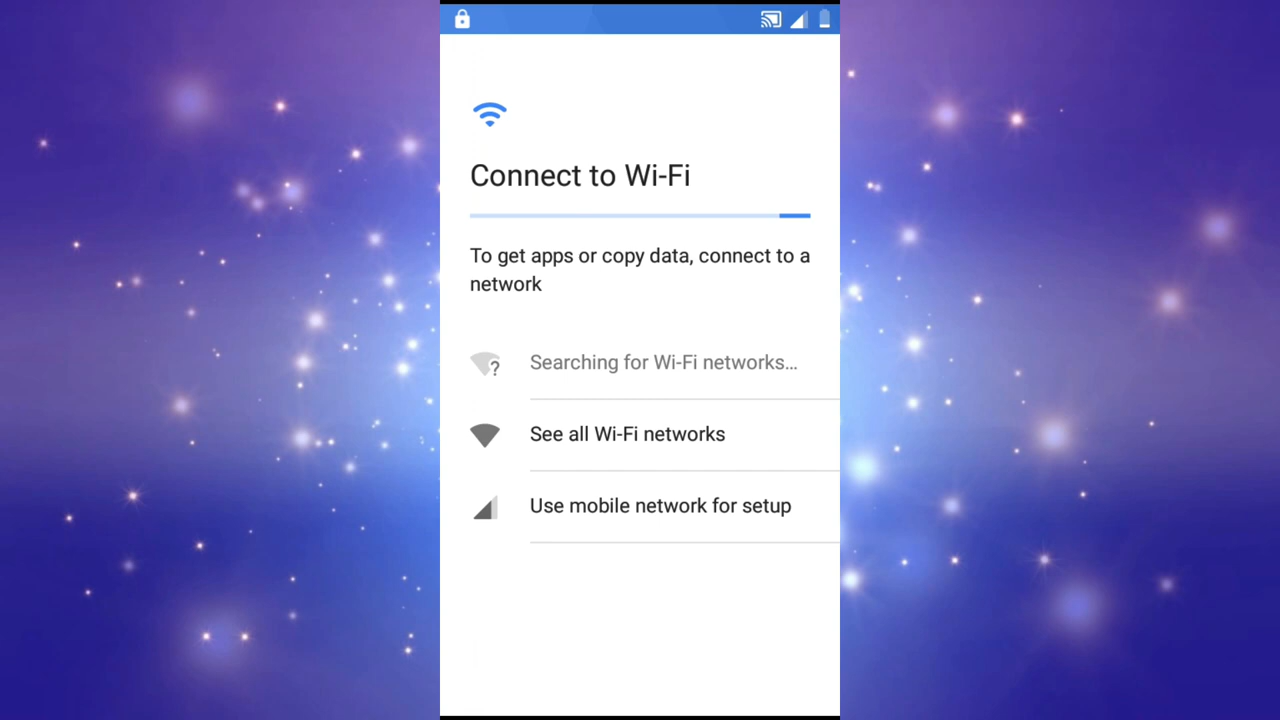 Connect to Wi-Fi
To get apps or copy data, connect to a
network
Searching for Wi-Fi networks...
See all Wi-Fi networks
Use mobile network for setup